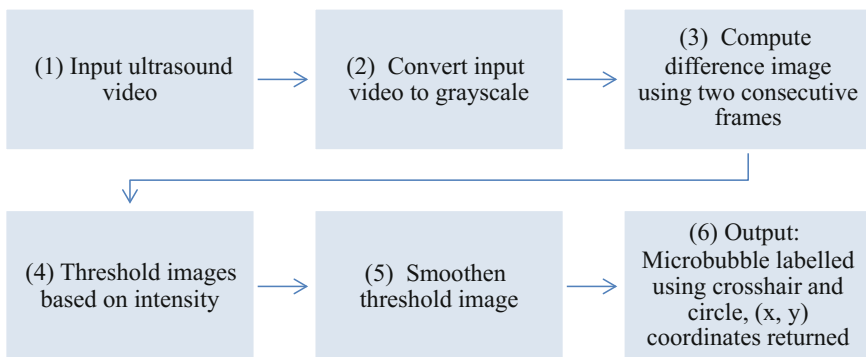 (1) Input ultrasound
video
(2) Convert input
video to grayscale
(3) Compute
difference image
using two consecutive
frames
(4) Threshold images
based on intensity
(5) Smoothen
threshold image
(6) Output:
Microbubble labelled
using crosshair and
circle, (x, y)
coordinates returned